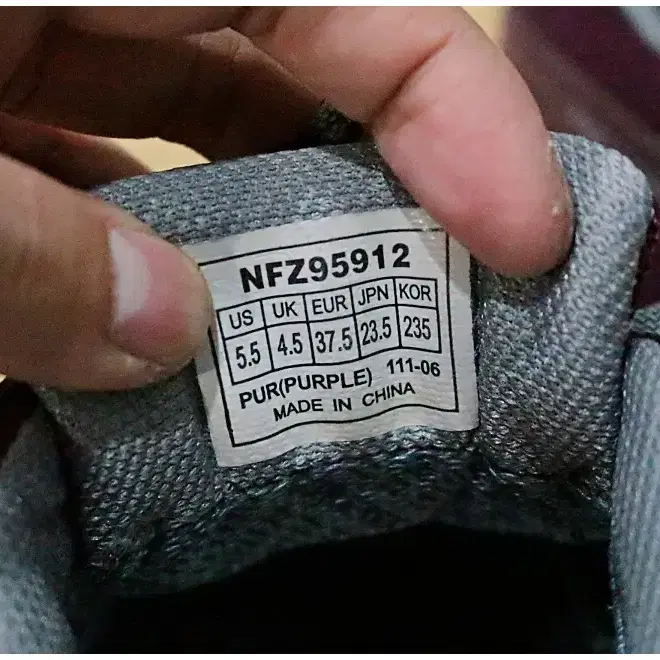 NFZ95912
US UK EUR JPN KOR
5.5 4.5 37.5 23.5 235
PUR(PURPLE) 111-06
MADE IN CHINA